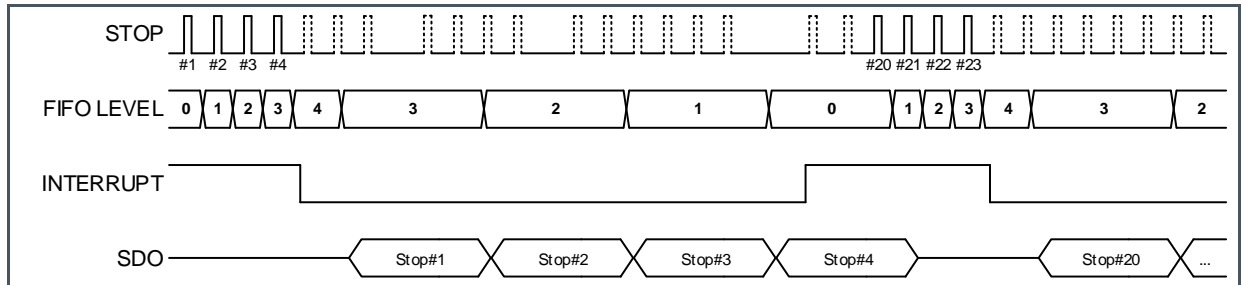 STOP
#1 #2 #3 #4 #20 #21 #22 #23
FIFO LEVEL 0 1 2 3 4 3 2 1 0 1 2 3 4 3 2
INTERRUPT
SDO Stop#1 Stop#2 Stop#3 Stop#4 Stop#20 ...